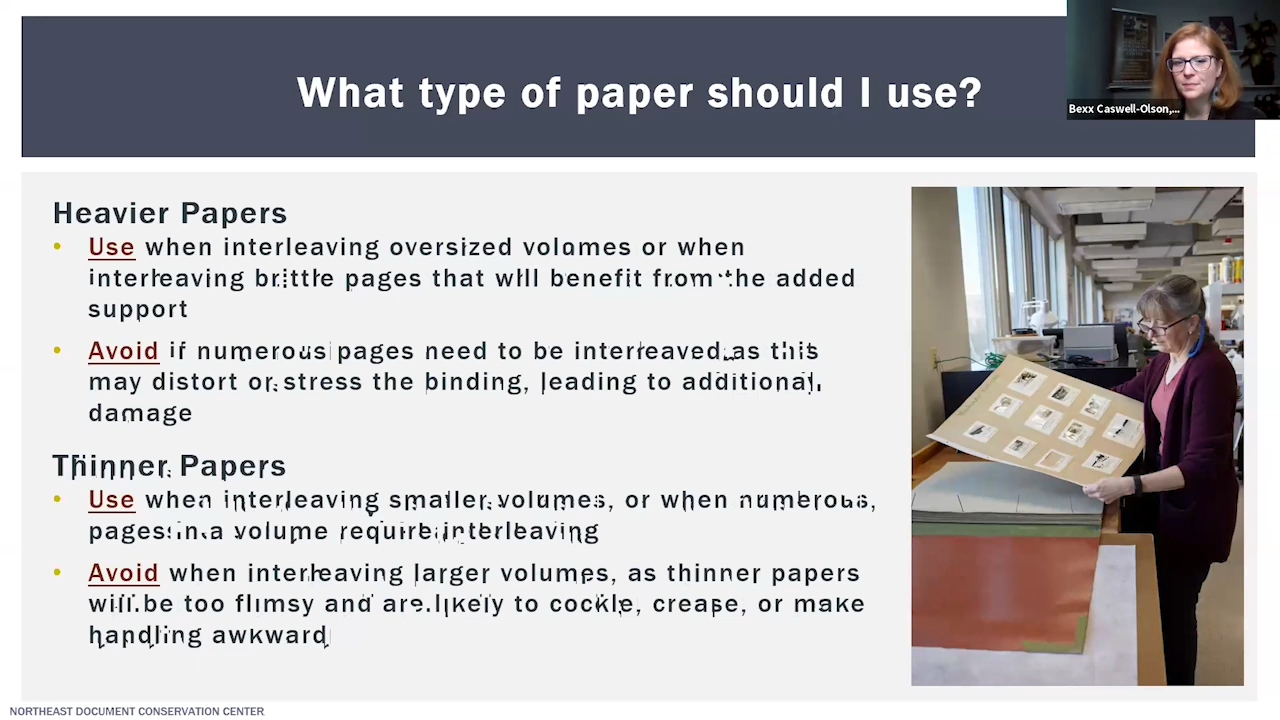 What type of paper should I use?
Bexx Caswell-Olson,...
Heavier Papers
• Use when interleaving oversized volumes or when
interleaving brittle pages that will benefit from the added
support
• Avoid if numerous pages need to be interleaved as this
may distort or stress the binding, leading to additional
damage
Thinner Papers
• Use when interleaving smaller volumes, or when numerous
pages in a volume require interleaving
• Avoid when interleaving larger volumes, as thinner papers
will be too flimsy and are likely to cockle, crease, or make
handling awkward
NORTHEAST DOCUMENT CONSERVATION CENTER